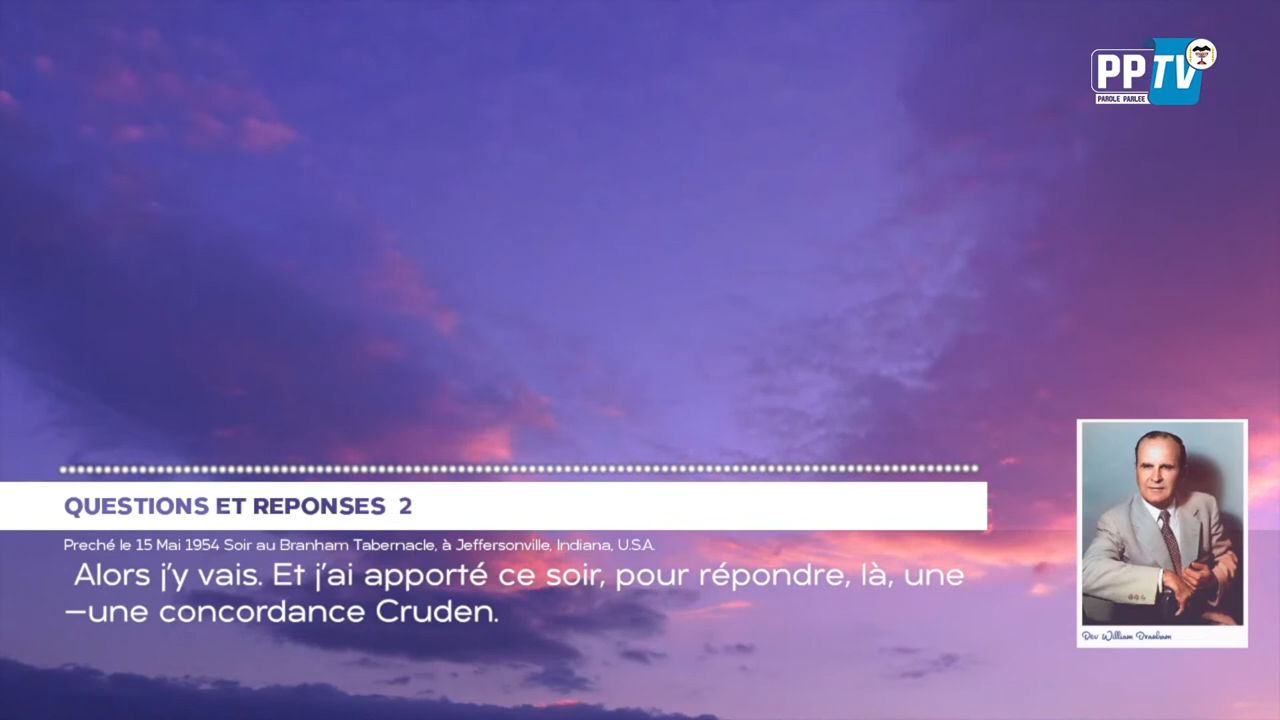 PPTV
PAROLE PARLEE
QUESTIONS ET REPONSES 2
Preché le 15 Mai 1954 Soir au Branham Tabernacle, à Jeffersonville, Indiana, U.S.A.
Alors j'y vais. Et j'ai apporté ce soir, pour répondre, là, une
—une concordance Cruden.
Rev William Branham